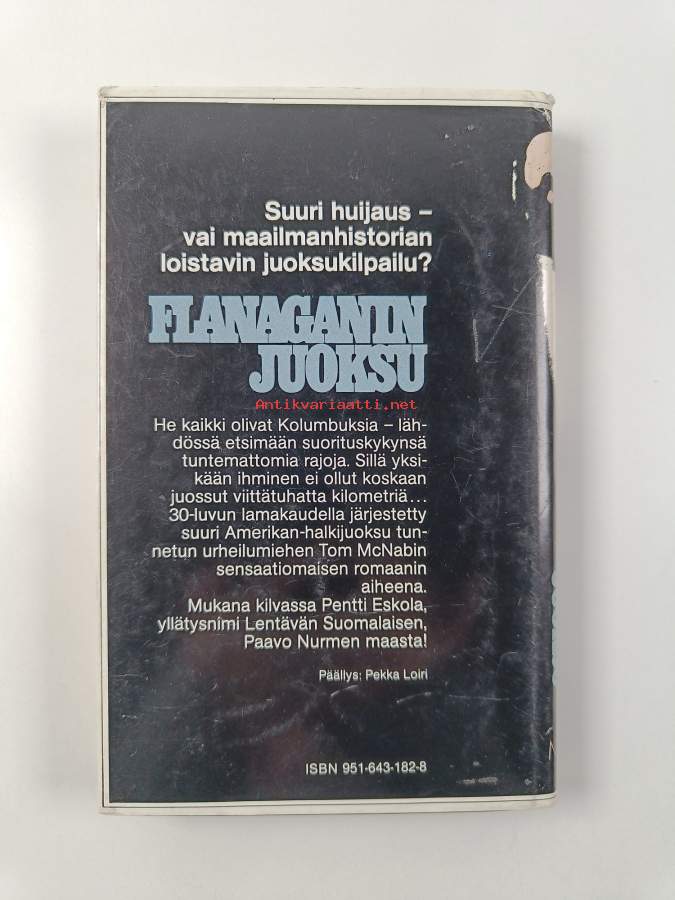 Suuri huijaus –
vai maailmanhistorian
loistavin juoksukilpailu?
FLANAGANIN
JUOKSU
Antikvariaatti.net
He kaikki olivat Kolumbuksia – läh-
dössä etsimään suorituskykynsä
tuntemattomia rajoja. Sillä yksi-
kään ihminen ei ollut koskaan
juossut viittätuhatta kilometriä...
30-luvun lamakaudella järjestetty
suuri Amerikan-halkijuoksu tun-
netun urheilumiehen Tom McNabin
sensaatiomaisen romaanin
aiheena.
Mukana kilvassa Pentti Eskola,
yllätysnimi Lentävän Suomalaisen,
Paavo Nurmen maasta!
Päällys: Pekka Loiri
ISBN 951-643-182-8